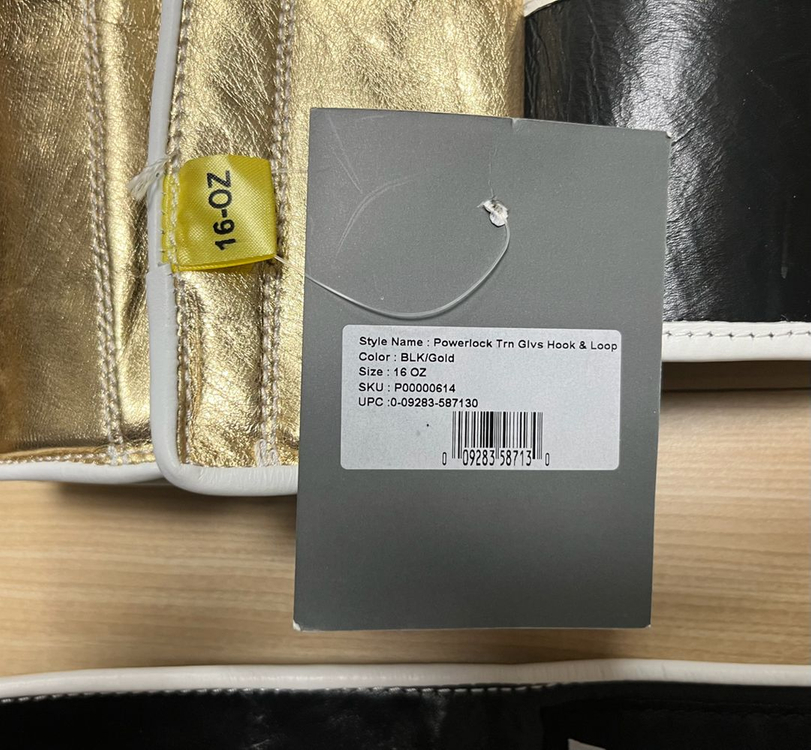 16-OZ
Style Name : Powerlock Trn Glvs Hook & Loop
Color : BLK/Gold
Size : 16 OZ
SKU : P00000614
UPC :0-09283-587130
0 09283 58713 0